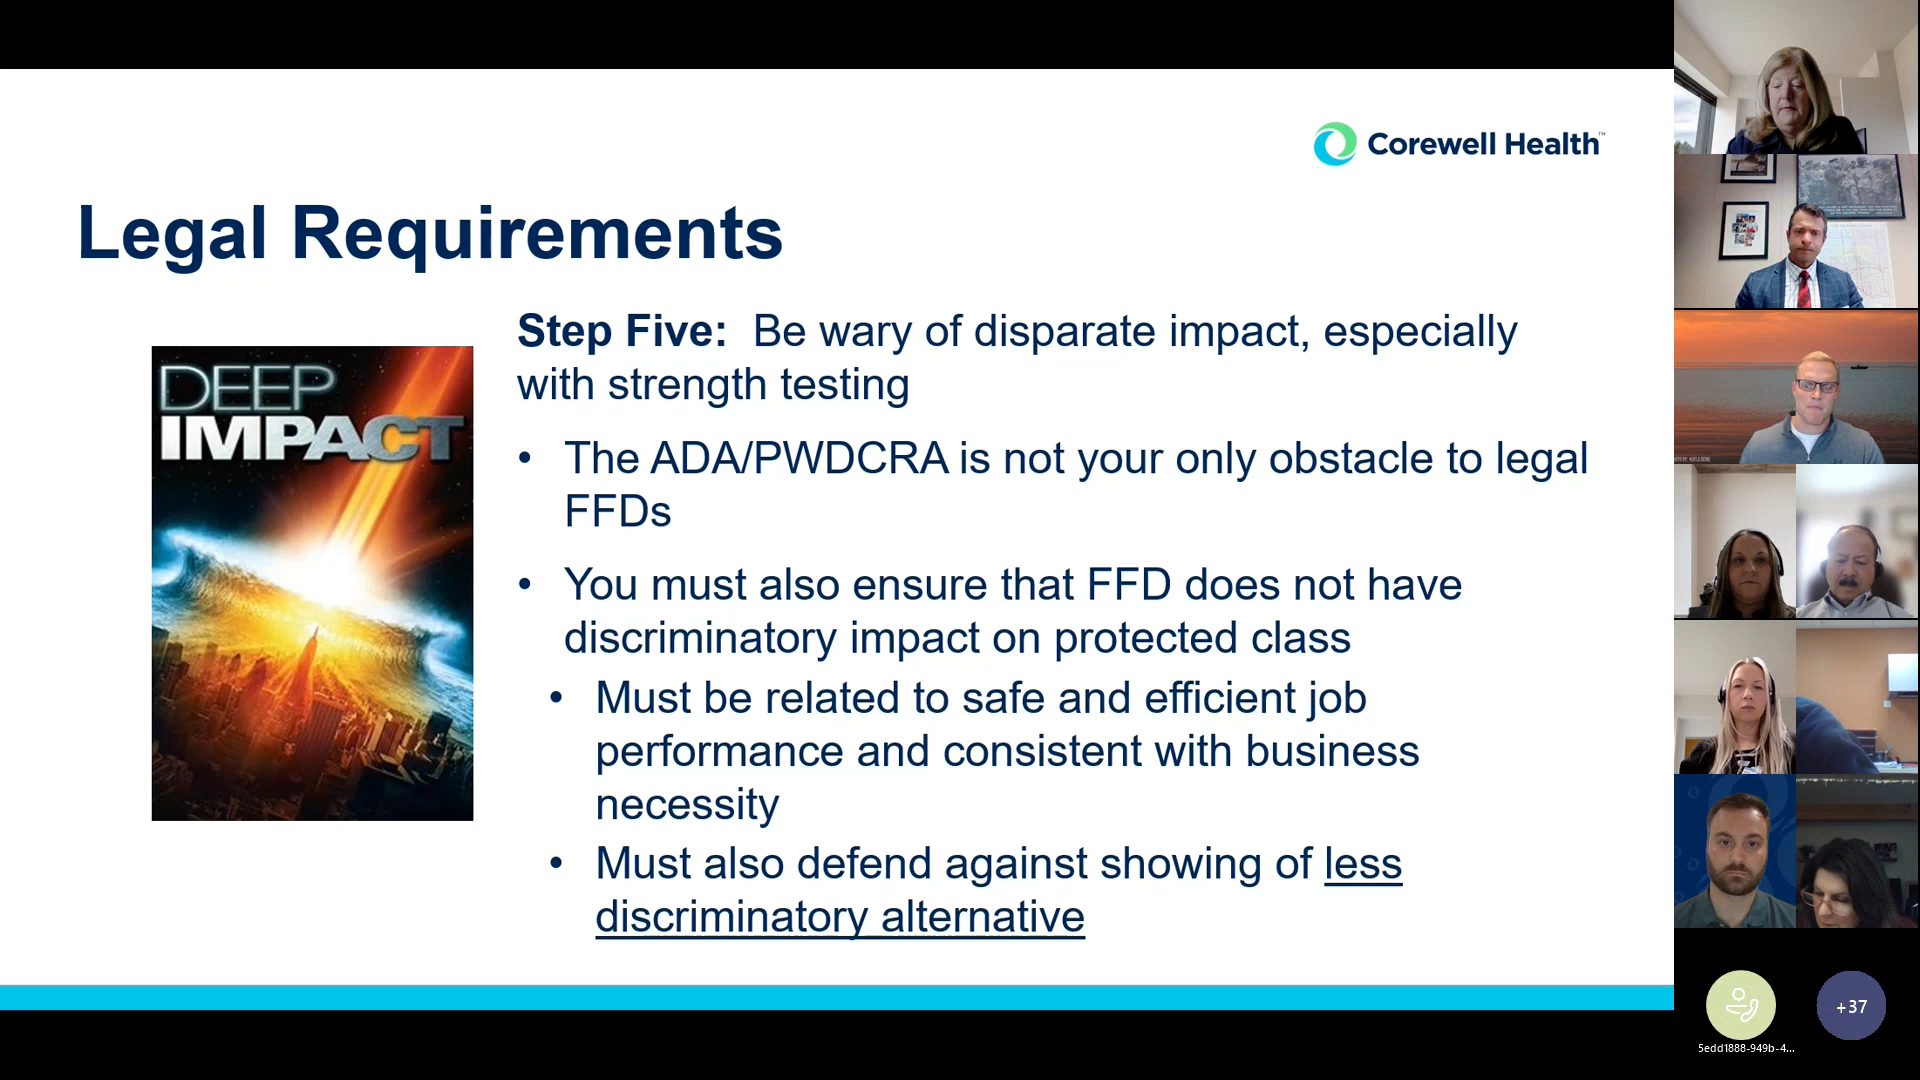 Corewell Health™
Legal Requirements
DEEP
IMPACT
Step Five: Be wary of disparate impact, especially
with strength testing
• The ADA/PWDCRA is not your only obstacle to legal
FFDs
• You must also ensure that FFD does not have
discriminatory impact on protected class
• Must be related to safe and efficient job
performance and consistent with business
necessity
• Must also defend against showing of less
discriminatory alternative
5edd1888-949b-4...
+37